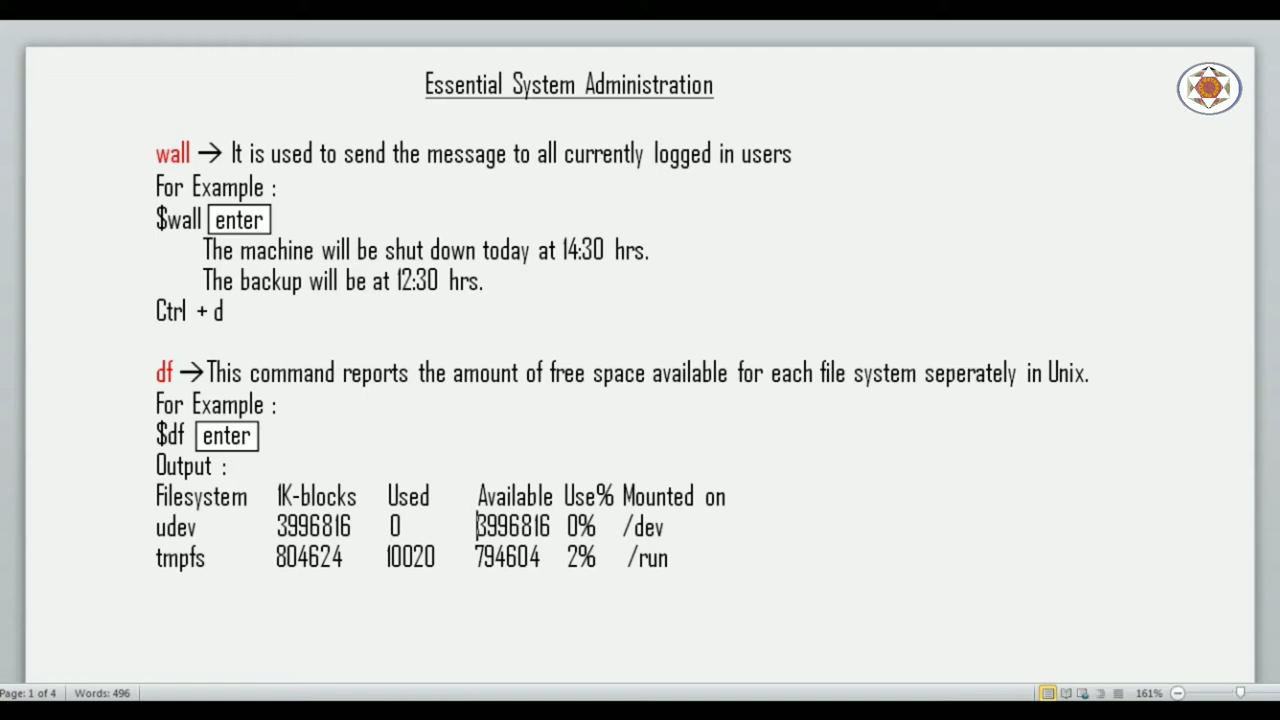 Essential System Administration
wall → It is used to send the message to all currently logged in users
For Example :
$wall enter
The machine will be shut down today at 14:30 hrs.
The backup will be at 12:30 hrs.
Ctrl + d
df →This command reports the amount of free space available for each file system seperately in Unix.
For Example :
$df enter
Output :
Filesystem 1K-blocks Used Available Use% Mounted on
udev 3996816 0 3996816 0% /dev
tmpfs 804624 10020 794604 2% /run
Page: 1 of 4 Words: 496 161%